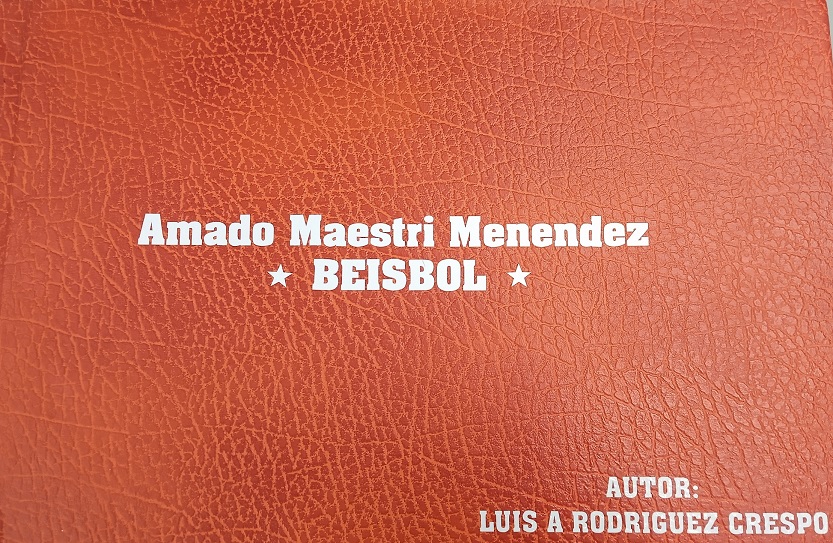 Amado Maestri Menendez
★ BEISBOL ★
AUTOR:
LUIS A RODRIGUEZ CRESPO